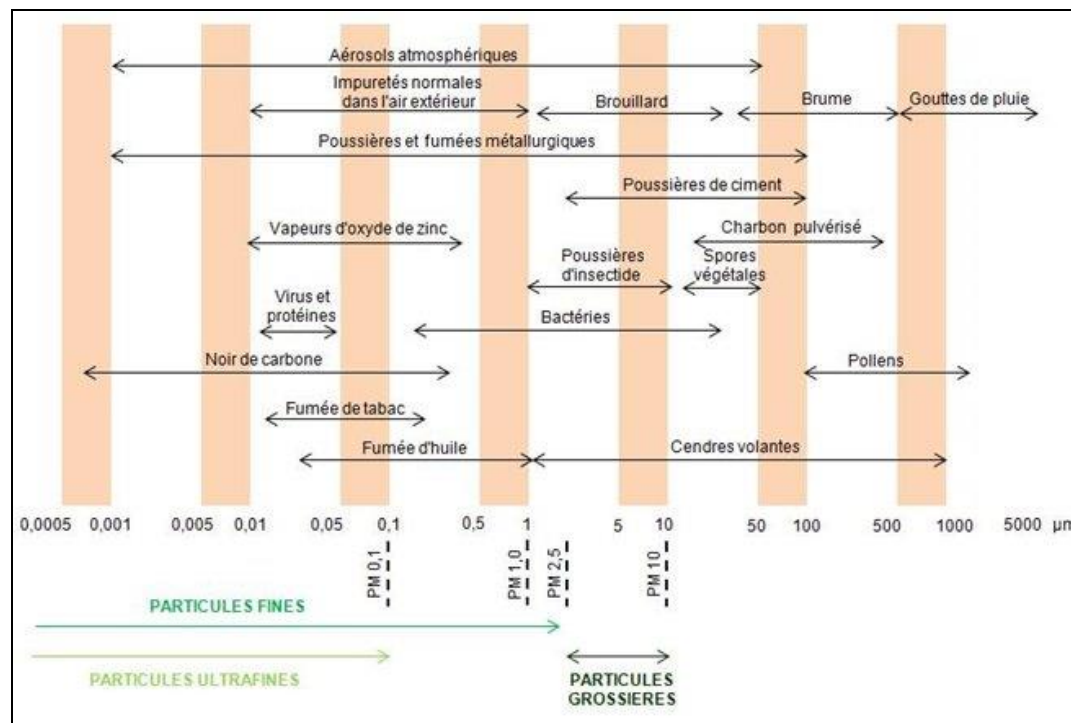 Aérosols atmosphériques
Impuretés normales
dans l'air extérieur
Brouillard
Brume
Gouttes de pluie
Poussières et fumées métallurgiques
Poussières de ciment
Vapeurs d'oxyde de zinc
Charbon pulvérisé
Poussières
d'insectide
Spores
végétales
Virus et
protéines
Bactéries
Noir de carbone
Pollens
Fumée de tabac
Fumée d'huile
Cendres volantes
0,0005 0,001 0,005 0,01 0,05 0,1 0,5 1 5 10 50 100 500 1000 5000 µm
PM 0,1
PM 1,0
PM 2,5
PM 10
PARTICULES FINES
PARTICULES ULTRAFINES
PARTICULES
GROSSIERES